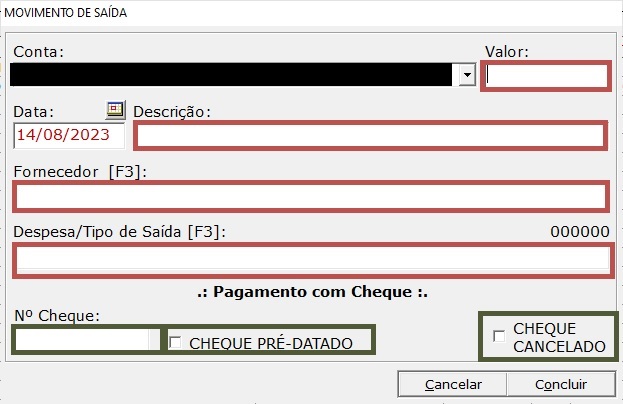 MOVIMENTO DE SAÍDA
Conta: Valor:
Data: Descrição:
14/08/2023
Fornecedor [F3]:
Despesa/Tipo de Saída [F3]: 000000
.: Pagamento com Cheque :.
Nº Cheque:
CHEQUE PRÉ-DATADO
CHEQUE
CANCELADO
Cancelar Concluir